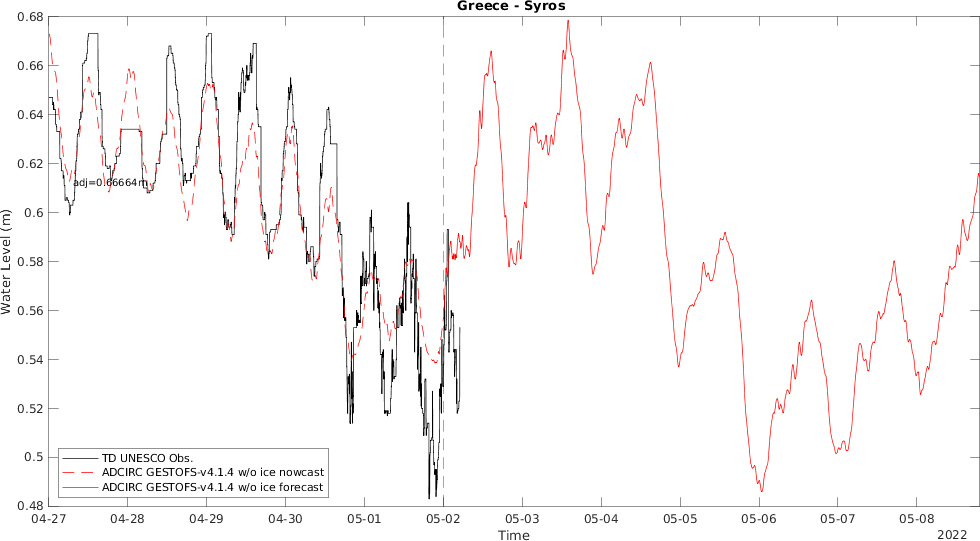 Greece - Syros
0.68
0.66
0.64
0.62
0.6
0.58
0.56
0.54
0.52
0.5
0.48
Water Level (m)
adj=0.66664m
TD UNESCO Obs.
ADCIRC GESTOFS-v4.1.4 w/o ice nowcast
ADCIRC GESTOFS-v4.1.4 w/o ice forecast
04-27 04-28 04-29 04-30 05-01 05-02 05-03 05-04 05-05 05-06 05-07 05-08
Time
2022